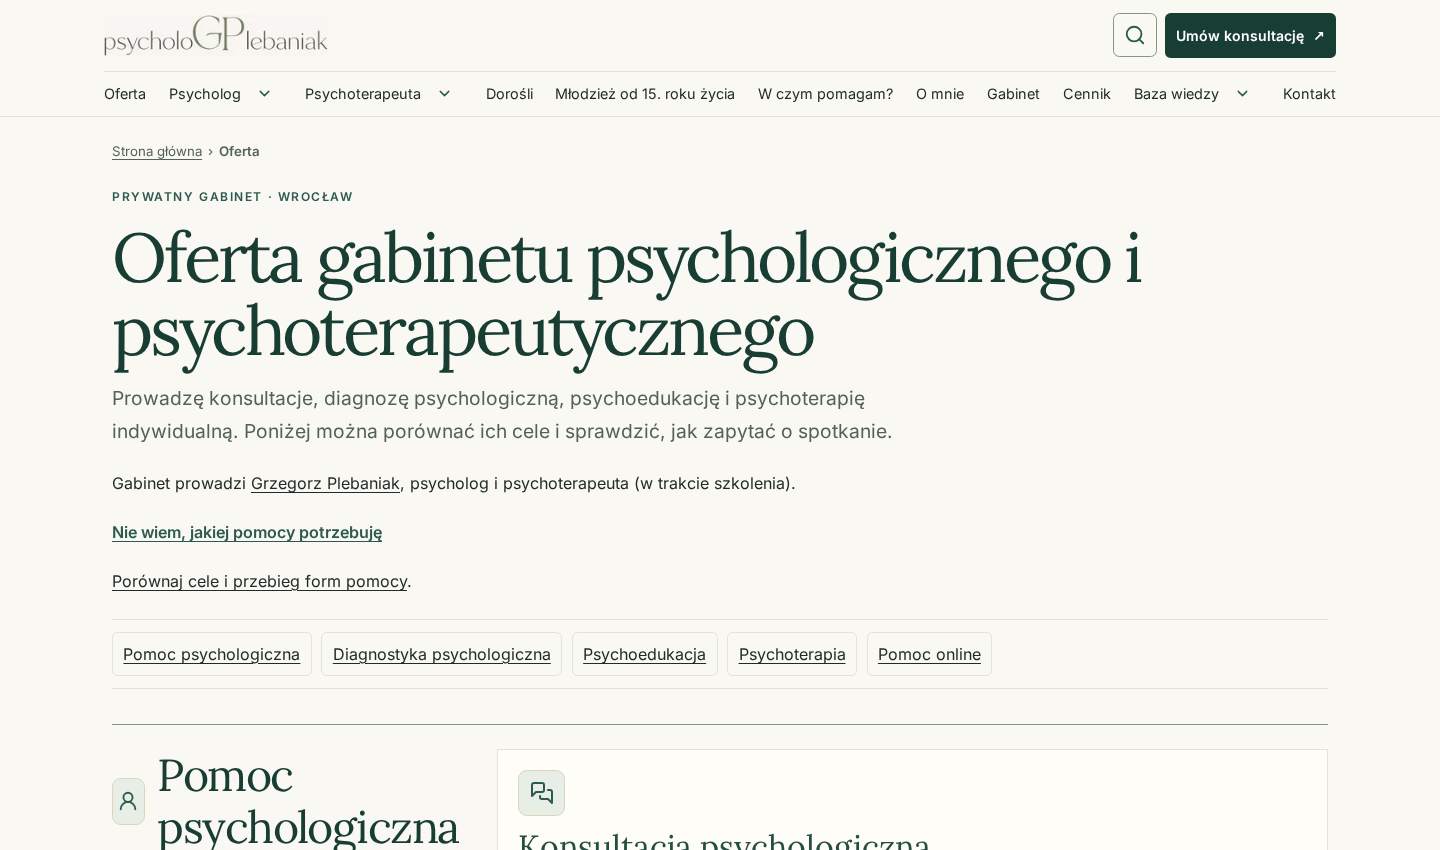 psycholoGPlebaniak
Umów konsultację ↗
Oferta Psycholog Psychoterapeuta Dorośli Młodzież od 15. roku życia W czym pomagam? O mnie Gabinet Cennik Baza wiedzy Kontakt
Strona główna › Oferta
PRYWATNY GABINET · WROCŁAW
Oferta gabinetu psychologicznego i
psychoterapeutycznego
Prowadzę konsultacje, diagnozę psychologiczną, psychoedukację i psychoterapię
indywidualną. Poniżej można porównać ich cele i sprawdzić, jak zapytać o spotkanie.
Gabinet prowadzi Grzegorz Plebaniak, psycholog i psychoterapeuta (w trakcie szkolenia).
Nie wiem, jakiej pomocy potrzebuję
Porównaj cele i przebieg form pomocy.
Pomoc psychologiczna Diagnostyka psychologiczna Psychoedukacja Psychoterapia Pomoc online
Pomoc
psychologiczna
Konsultacja psychologiczna